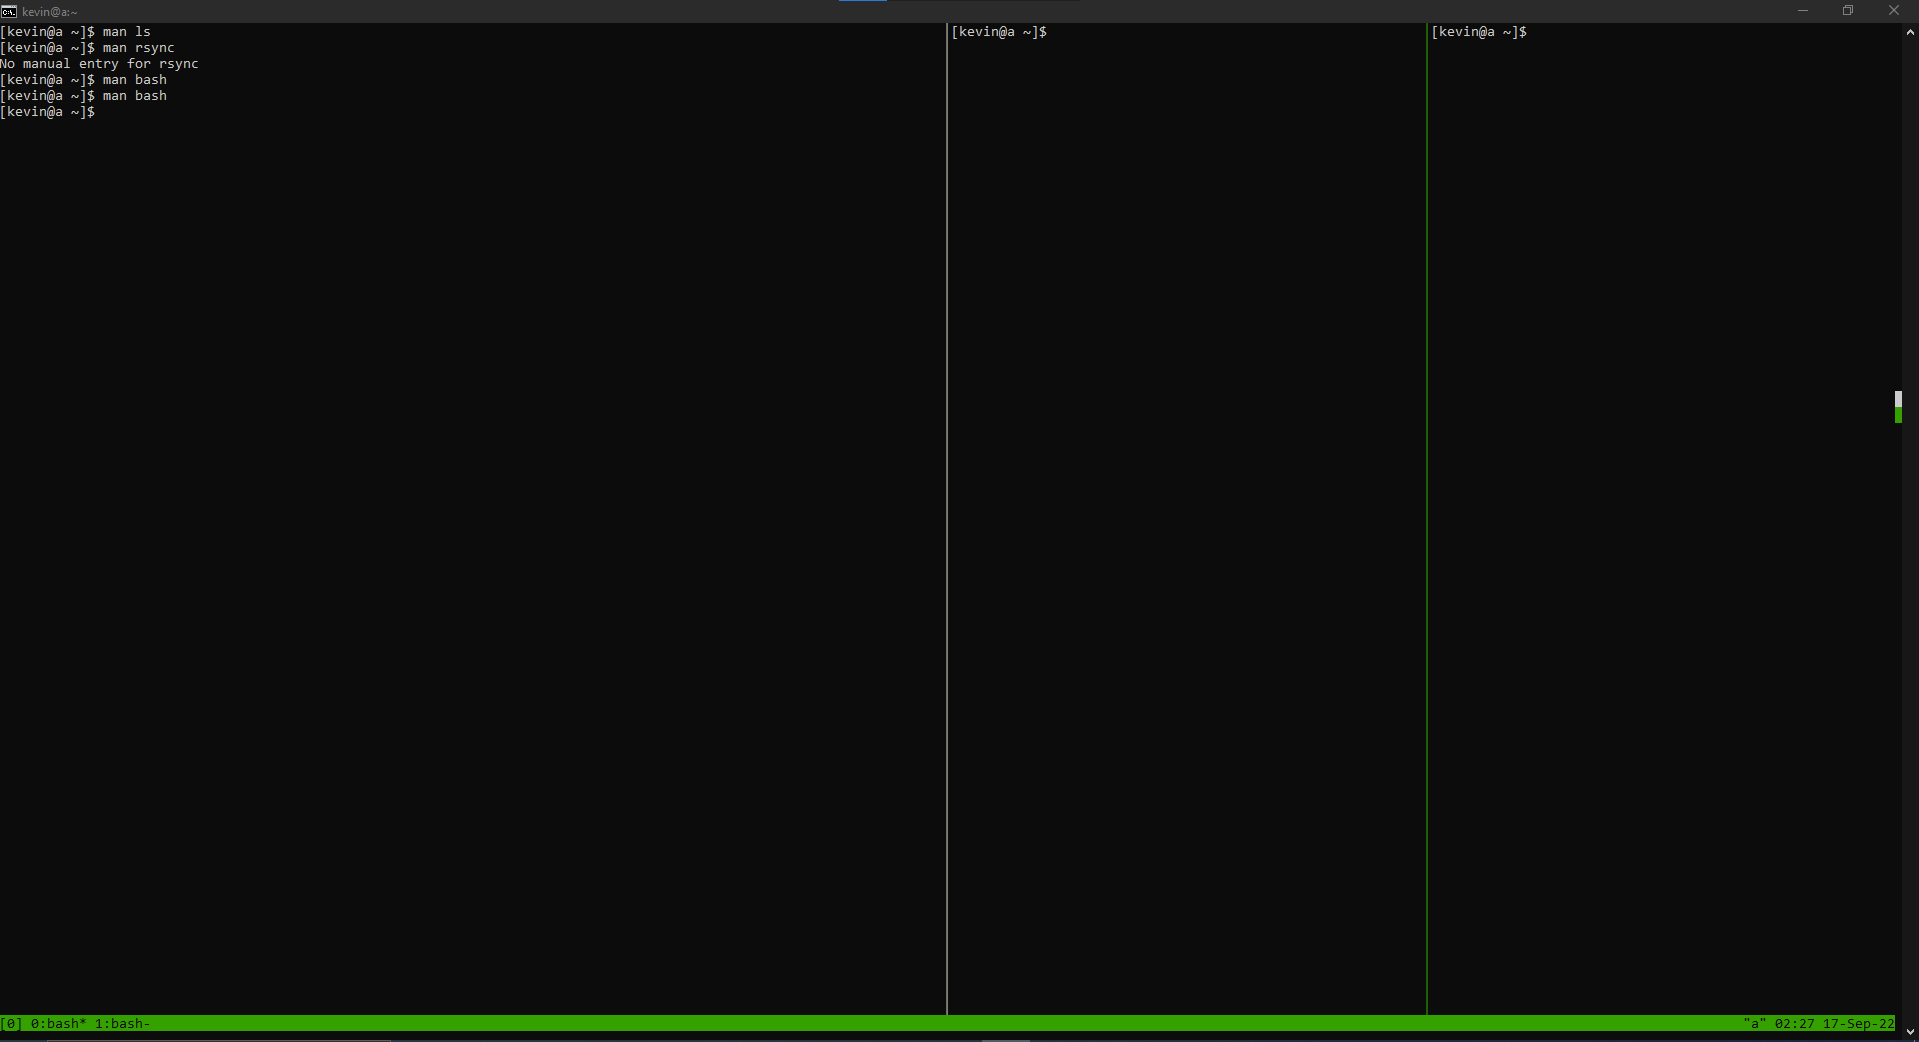 kevin@a:~
[kevin@a ~]$ man ls
[kevin@a ~]$ man rsync
No manual entry for rsync
[kevin@a ~]$ man bash
[kevin@a ~]$ man bash
[kevin@a ~]$
[kevin@a ~]$
[kevin@a ~]$
[0] 0:bash* 1:bash- "a" 02:27 17-Sep-22